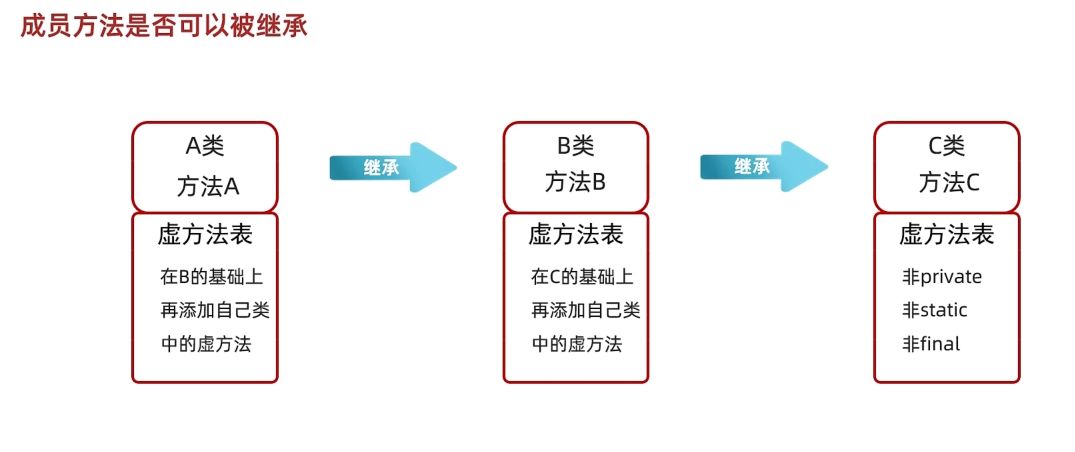 成员方法是否可以被继承
A类
方法A
虚方法表
在B的基础上
再添加自己类
中的虚方法
继承
B类
方法B
虚方法表
在C的基础上
再添加自己类
中的虚方法
继承
C类
方法C
虚方法表
非private
非static
非final